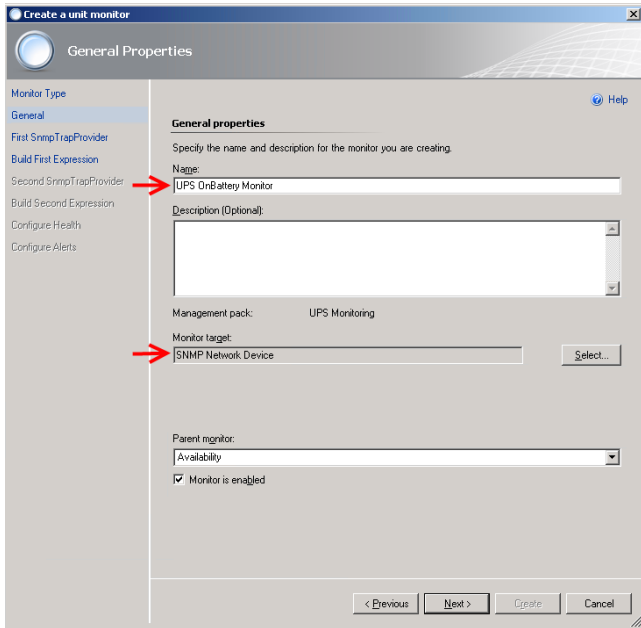 Create a unit monitor
General Properties
Monitor Type
General
First SnmpTrapProvider
Build First Expression
Second SnmpTrapProvider
Build Second Expression
Configure Health
Configure Alerts
Help
General properties
Specify the name and description for the monitor you are creating.
Name:
UPS OnBattery Monitor
Description (Optional):
Management pack: UPS Monitoring
Monitor target:
SNMP Network Device
Select...
Parent monitor:
Availability
Monitor is enabled
< Previous Next > Create Cancel